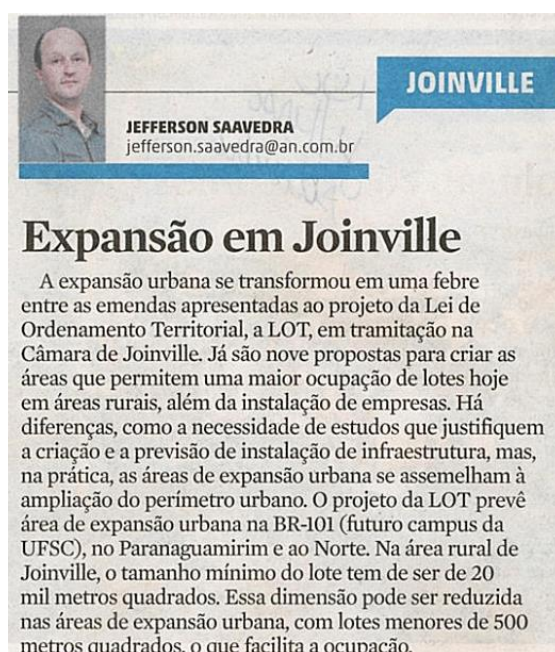 JOINVILLE
JEFFERSON SAAVEDRA
jefferson.saavedra@an.com.br
Expansão em Joinville
A expansão urbana se transformou em uma febre
entre as emendas apresentadas ao projeto da Lei de
Ordenamento Territorial, a LOT, em tramitação na
Câmara de Joinville. Já são nove propostas para criar as
áreas que permitem uma maior ocupação de lotes hoje
em áreas rurais, além da instalação de empresas. Há
diferenças, como a necessidade de estudos que justifiquem
a criação e a previsão de instalação de infraestrutura, mas,
na prática, as áreas de expansão urbana se assemelham à
ampliação do perímetro urbano. O projeto da LOT prevê
área de expansão urbana na BR-101 (futuro campus da
UFSC), no Paranaguamirim e ao Norte. Na área rural de
Joinville, o tamanho mínimo do lote tem de ser de 20
mil metros quadrados. Essa dimensão pode ser reduzida
nas áreas de expansão urbana, com lotes menores de 500
metros quadrados, o que facilita a ocupação.